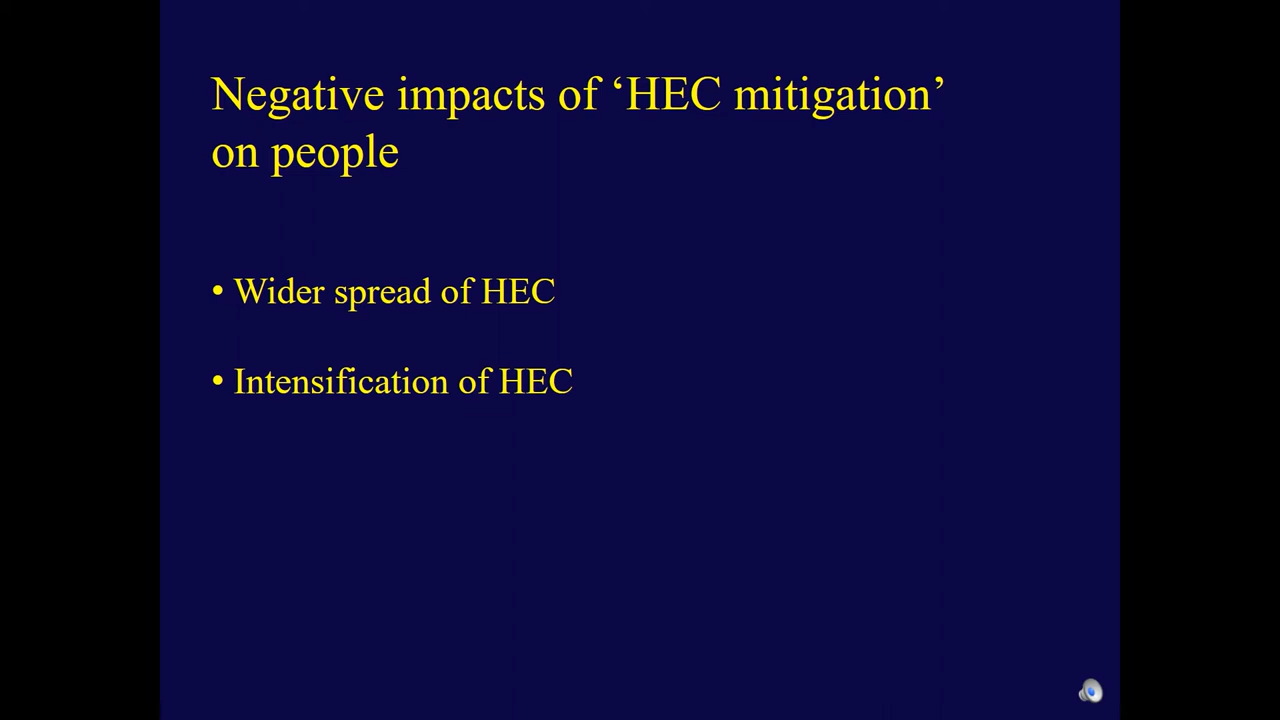 Negative impacts of ‘HEC mitigation’
on people
• Wider spread of HEC
• Intensification of HEC